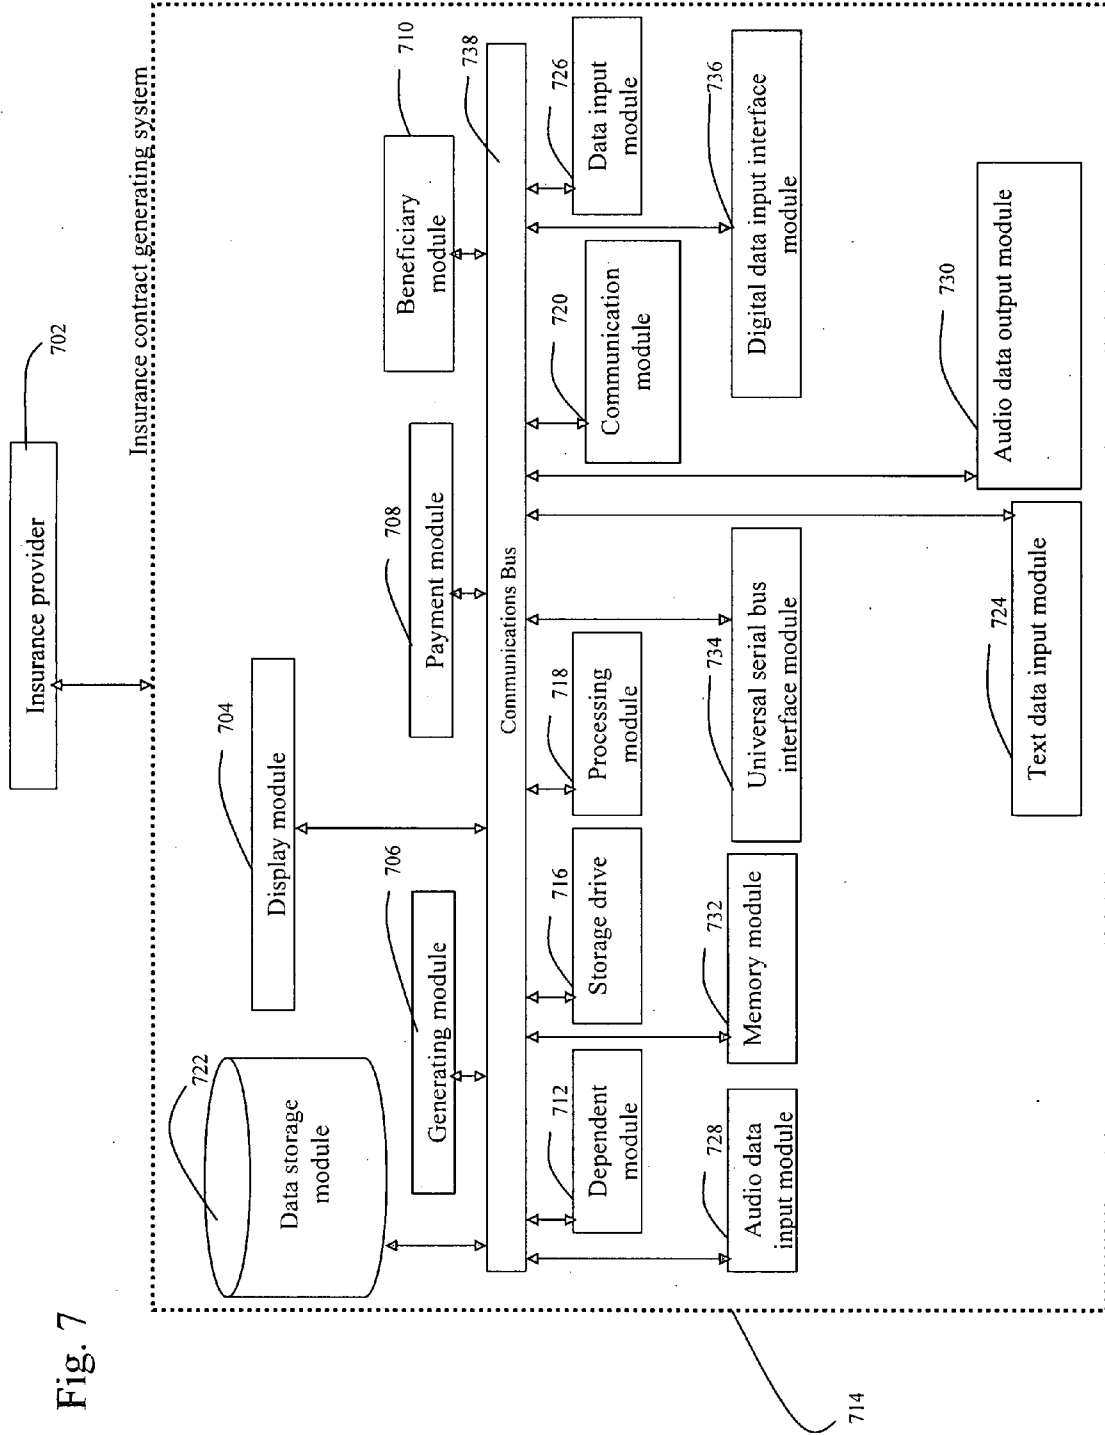 Fig. 7
Insurance provider
702
Insurance contract generating system
722
Data storage
module
704
Display module
706
Generating module
708
Payment module
710
Beneficiary
module
738
Communications Bus
712
Dependent
module
716
Storage drive
718
Processing
module
720
Communication
module
726
Data input
module
728
Audio data
input module
732
Memory module
734
Universal serial bus
interface module
736
Digital data input interface
module
724
Text data input module
730
Audio data output module
714